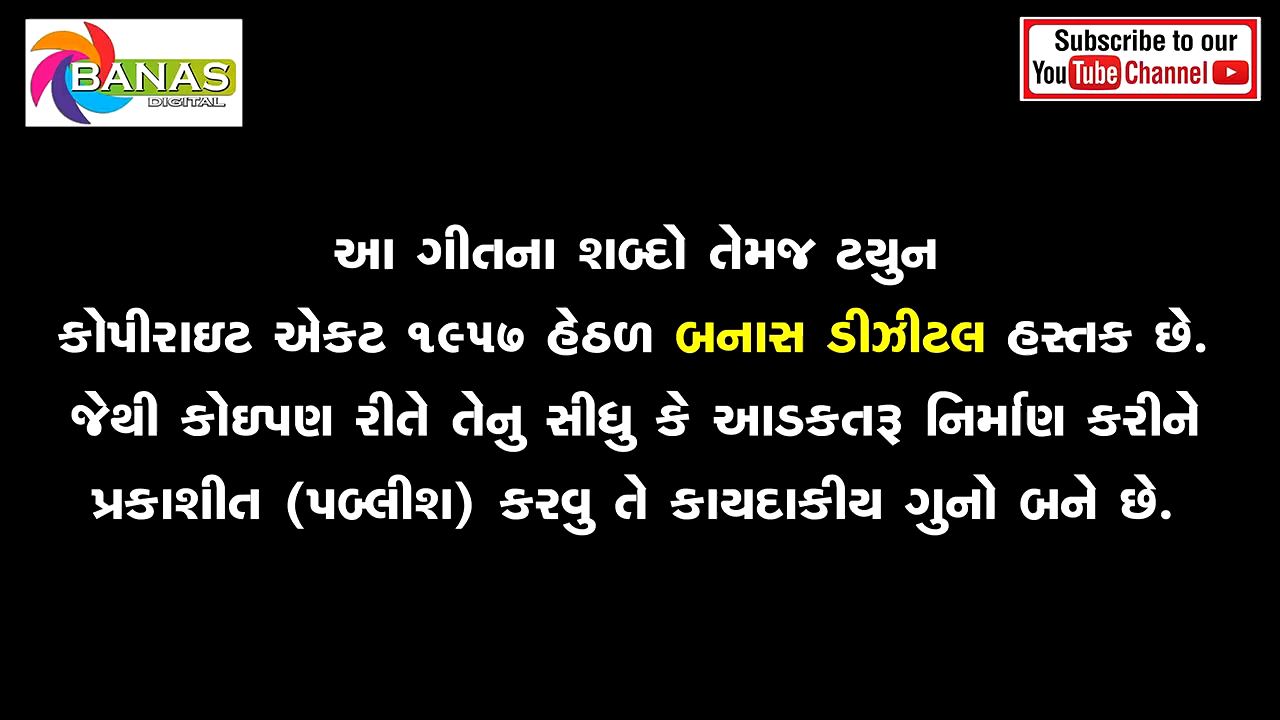 BANAS
DIGITAL
Subscribe to our
YouTube Channel
આ ગીતના શબ્દો તેમજ ટયુન
કોપીરાઇટ એકટ ૧૯૫૭ હેઠળ બનાસ ડીઝીટલ હસ્તક છે.
જેથી કોઇપણ રીતે તેનુ સીધુ કે આડકતરૂ નિર્માણ કરીને
પ્રકાશીત (પબ્લીશ) કરવુ તે કાયદાકીય ગુનો બને છે.